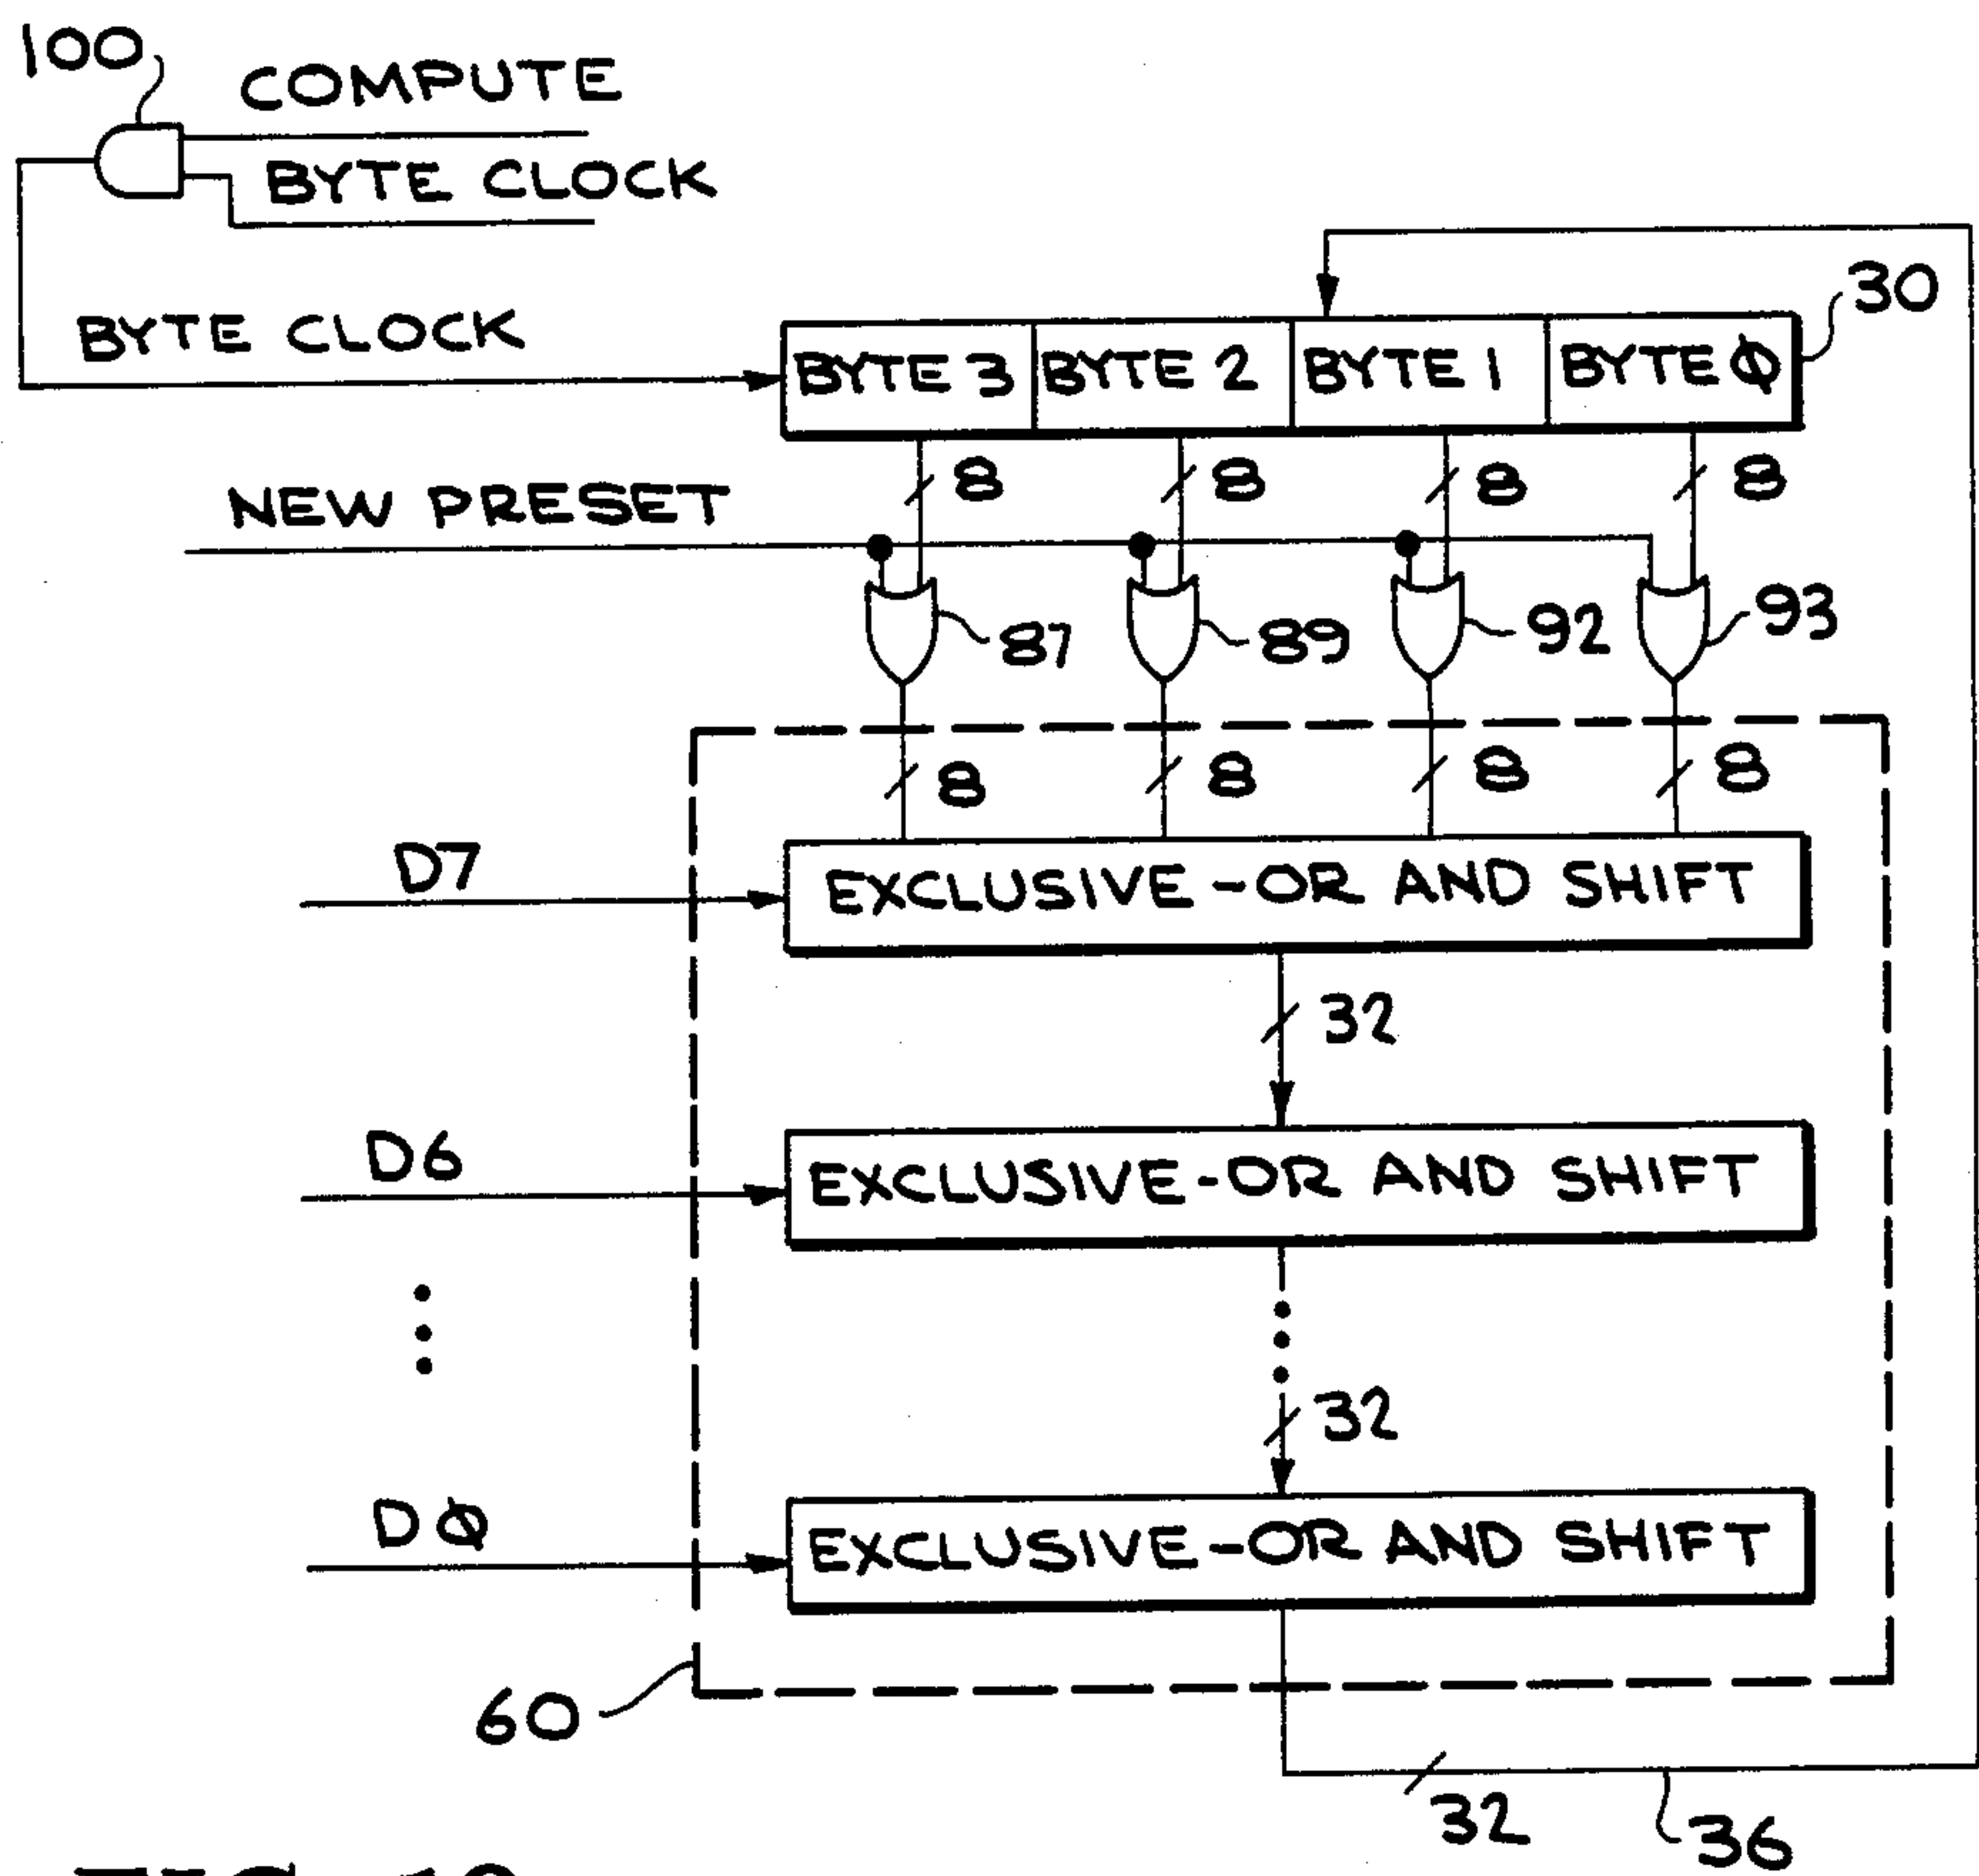 100
COMPUTE
BYTE CLOCK
30
BYTE CLOCK
BYTE 3 BYTE 2 BYTE 1 BYTE Φ
8 8 8 8
NEW PRESET
87 89 92 93
8 8 8 8
D7
EXCLUSIVE-OR AND SHIFT
32
D6
EXCLUSIVE-OR AND SHIFT
32
DΦ
EXCLUSIVE-OR AND SHIFT
60
32
36